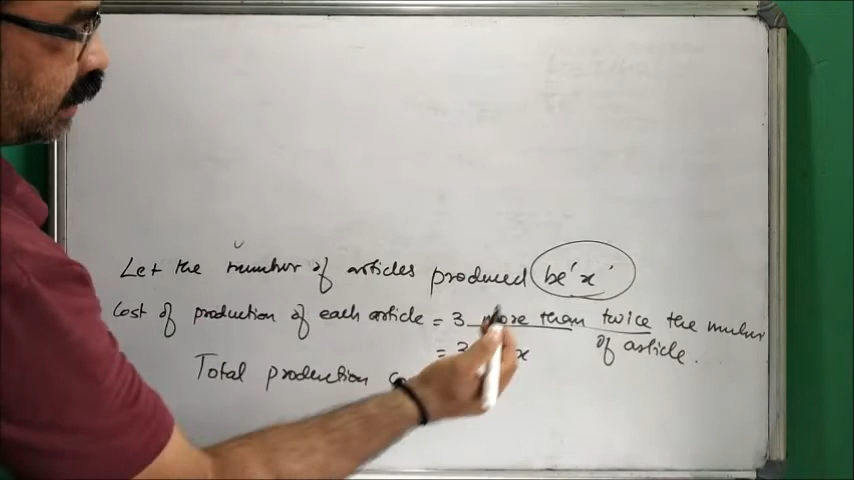 Let the number of articles produced be 'x'
Cost of production of each article = 3 more than twice the number
of article.
= 3 x
Total production